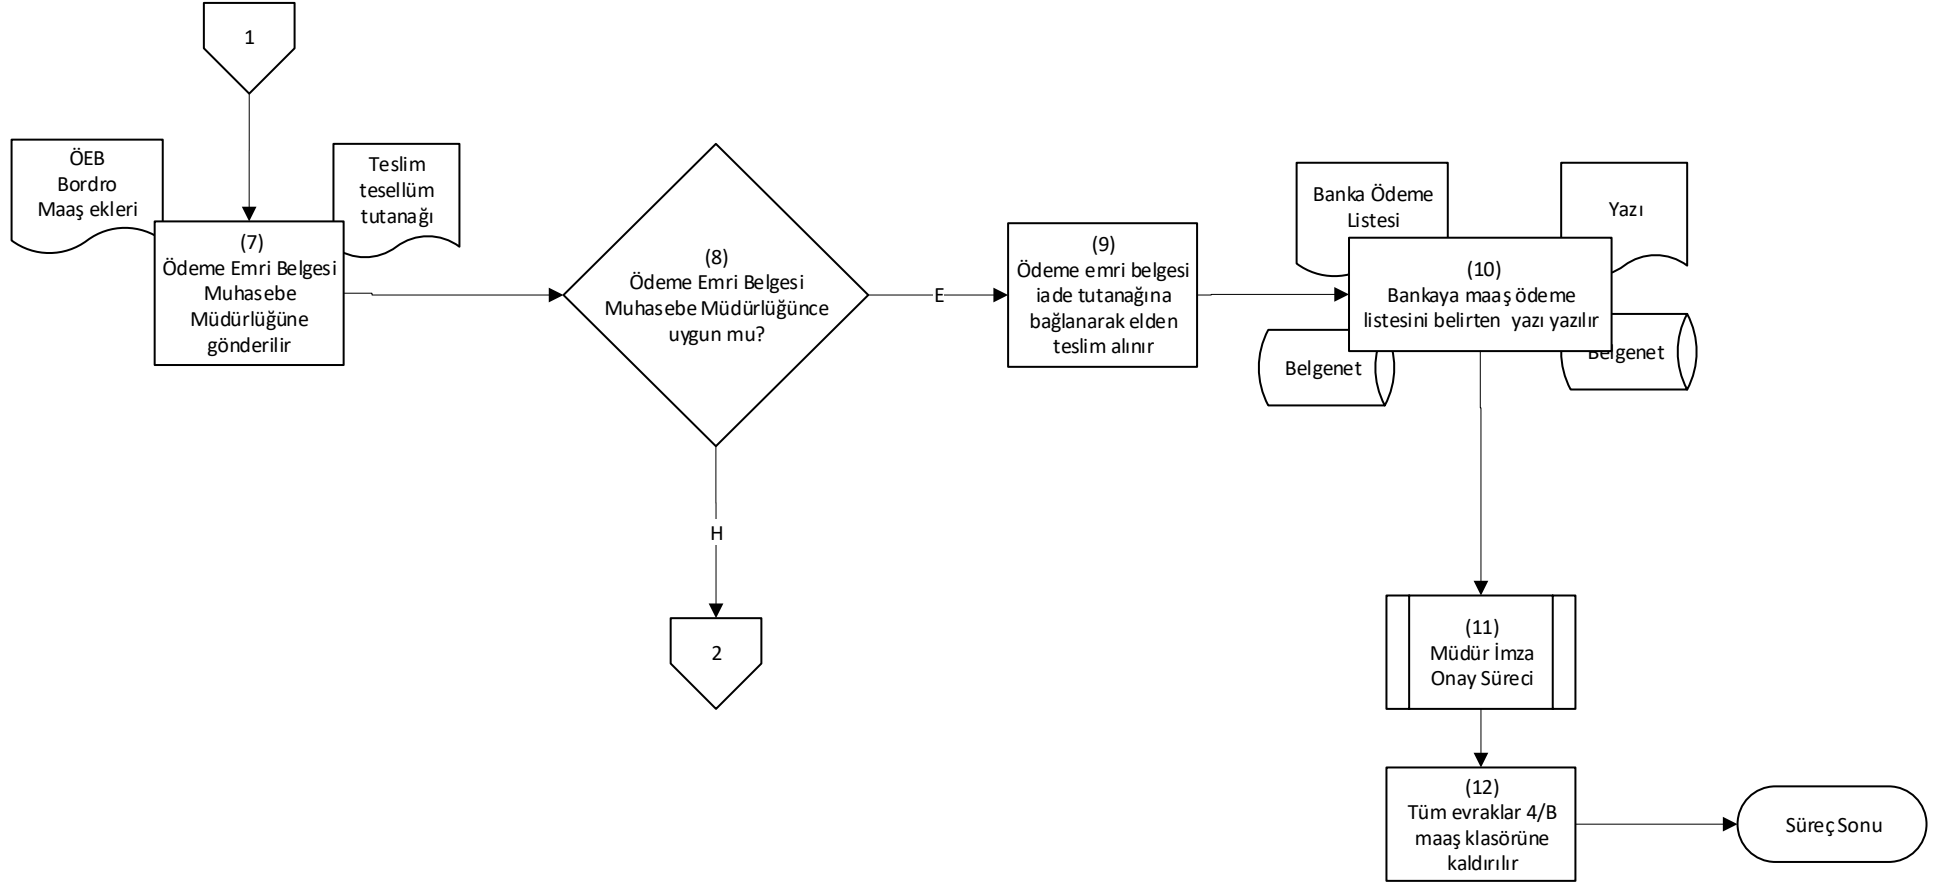 1
ÖEB
Bordro
Maaş ekleri
Teslim
tesellüm
tutanağı
(7)
Ödeme Emri Belgesi
Muhasebe
Müdürlüğüne
gönderilir
(8)
Ödeme Emri Belgesi
Muhasebe Müdürlüğünce
uygun mu?
E
H
2
(9)
Ödeme emri belgesi
iade tutanağına
bağlanarak elden
teslim alınır
Banka Ödeme
Listesi
Yazı
(10)
Bankaya maaş ödeme
listesini belirten yazı yazılır
Belgenet
Belgenet
(11)
Müdür İmza
Onay Süreci
(12)
Tüm evraklar 4/B
maaş klasörüne
kaldırılır
Süreç Sonu